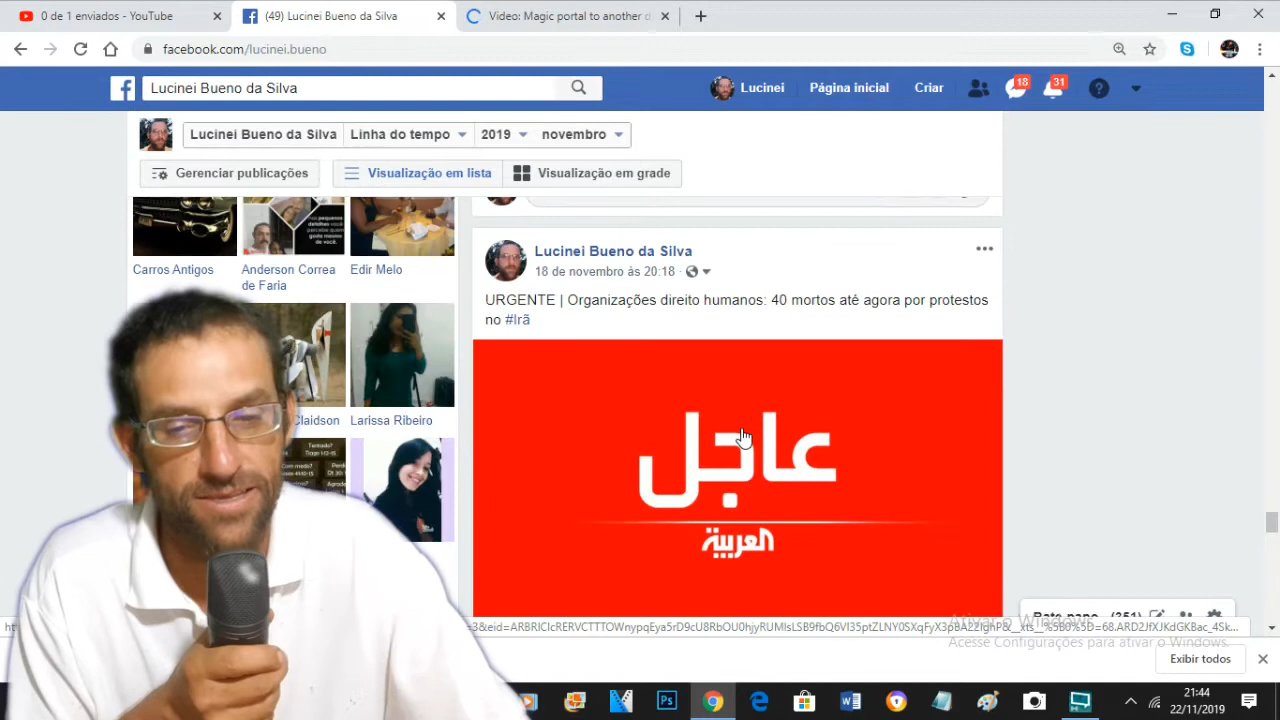 0 de 1 enviados - YouTube
(49) Lucinei Bueno da Silva
Video: Magic portal to another d
facebook.com/lucinei.bueno
Lucinei Bueno da Silva
Lucinei
Página inicial
Criar
18
31
Lucinei Bueno da Silva
Linha do tempo
2019
novembro
Gerenciar publicações
Visualização em lista
Visualização em grade
Carros Antigos
Anderson Correa de Faria
Edir Melo
Claidson
Larissa Ribeiro
Lucinei Bueno da Silva
18 de novembro às 20:18
URGENTE | Organizações direito humanos: 40 mortos até agora por protestos
no #Irã
عاجل
العربية
Bate-papo (251)
Ativar o Windows
Acesse Configurações para ativar o Windows.
Exibir todos
21:44
22/11/2019